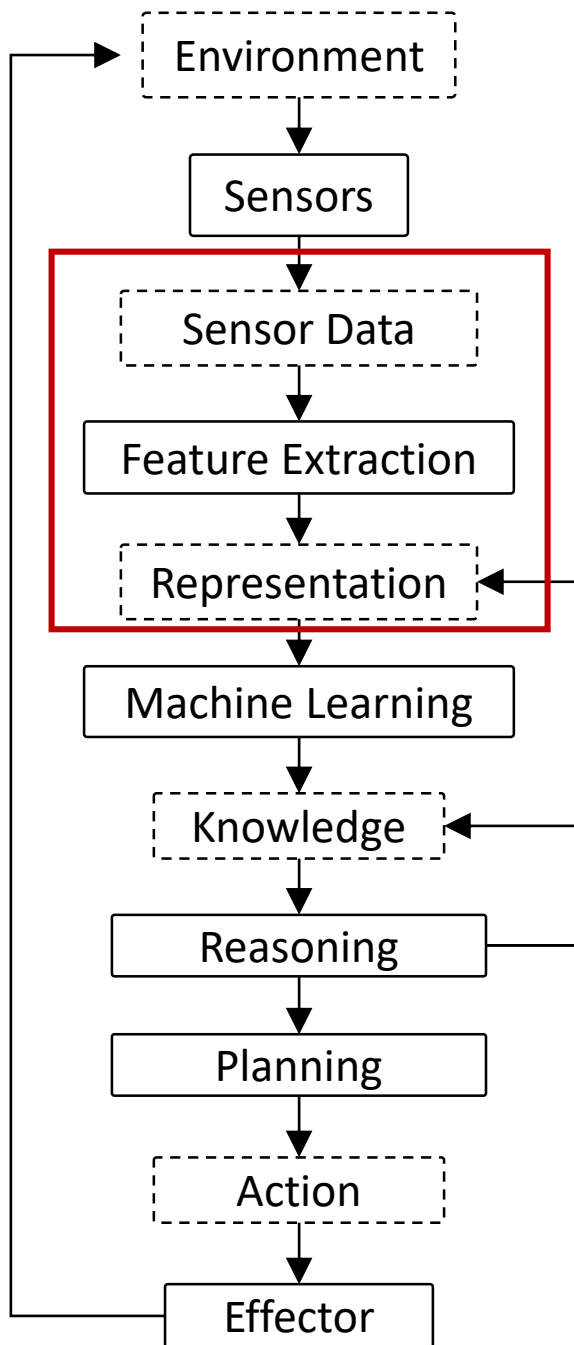 Environment
Sensors
Sensor Data
Feature Extraction
Representation
Machine Learning
Knowledge
Reasoning
Planning
Action
Effector